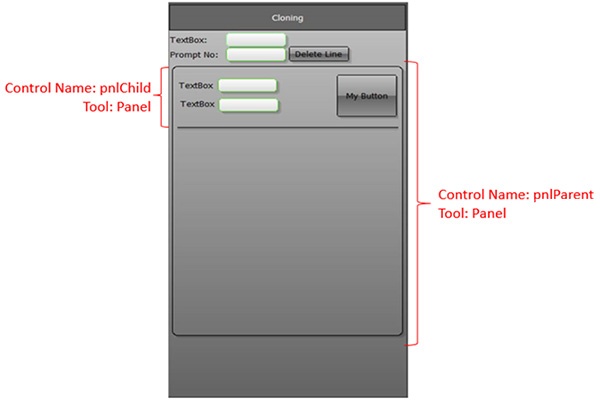 Cloning
TextBox:
Prompt No: Delete Line
Control Name: pnlChild
Tool: Panel
TextBox
TextBox
My Button
Control Name: pnlParent
Tool: Panel